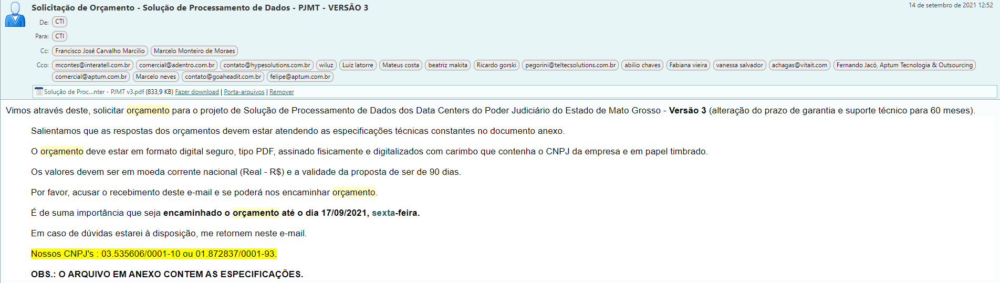 Solicitação de Orçamento - Solução de Processamento de Dados - PJMT - VERSÃO 3
14 de setembro de 2021 12:52
De: CTI
Para: CTI
Cc: Francisco José Carvalho Marcilio Marcelo Monteiro de Moraes
Cco: mcontes@interatell.com.br comercial@adentro.com.br contato@hypesolutions.com.br wiluz Luiz latorre Mateus costa beatriz makita Ricardo gorski pegorini@teltecsolutions.com.br abilio chaves Fabiana vieira vanessa salvador achagas@vitait.com Fernando Jacó, Aptum Tecnologia & Outsourcing
comercial@aptum.com.br Marcelo neves contato@goaheadit.com.br felipe@aptum.com.br
Solução de Proc...nter - PJMT v3.pdf (833,9 KB) Fazer download | Porta-arquivos | Remover
Vimos através deste, solicitar orçamento para o projeto de Solução de Processamento de Dados dos Data Centers do Poder Judiciário do Estado de Mato Grosso - Versão 3 (alteração do prazo de garantia e suporte técnico para 60 meses).
Salientamos que as respostas dos orçamentos devem estar atendendo as especificações técnicas constantes no documento anexo.
O orçamento deve estar em formato digital seguro, tipo PDF, assinado fisicamente e digitalizados com carimbo que contenha o CNPJ da empresa e em papel timbrado.
Os valores devem ser em moeda corrente nacional (Real - R$) e a validade da proposta de ser de 90 dias.
Por favor, acusar o recebimento deste e-mail e se poderá nos encaminhar orçamento.
É de suma importância que seja encaminhado o orçamento até o dia 17/09/2021, sexta-feira.
Em caso de dúvidas estarei à disposição, me retornem neste e-mail.
Nossos CNPJ's : 03.535606/0001-10 ou 01.872837/0001-93.
OBS.: O ARQUIVO EM ANEXO CONTEM AS ESPECIFICAÇÕES.